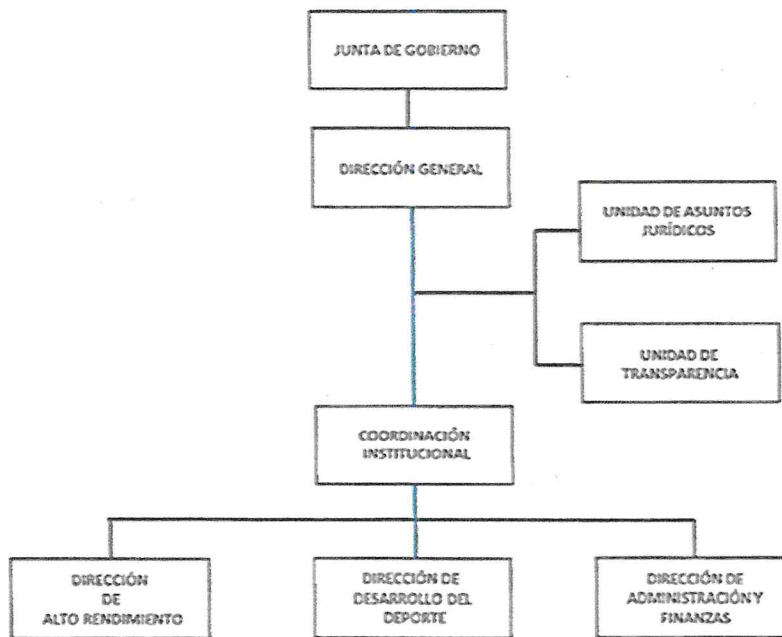 JUNTA DE GOBIERNO
DIRECCIÓN GENERAL
UNIDAD DE ASUNTOS
JURÍDICOS
UNIDAD DE
TRANSPARENCIA
COORDINACIÓN
INSTITUCIONAL
DIRECCIÓN
DE
ALTO RENDIMIENTO
DIRECCIÓN DE
DESARROLLO DEL
DEPORTE
DIRECCIÓN DE
ADMINISTRACIÓN Y
FINANZAS